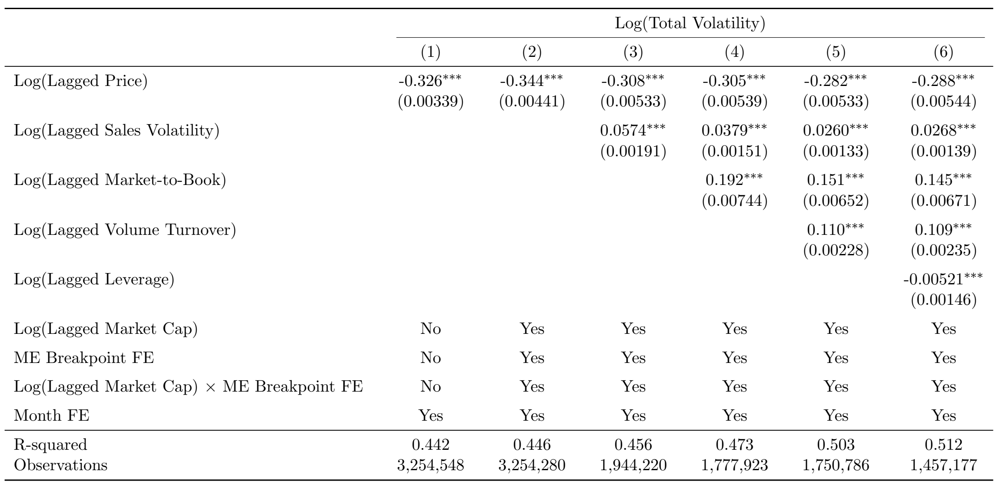 Log(Total Volatility)
(1) (2) (3) (4) (5) (6)
Log(Lagged Price) -0.326*** -0.344*** -0.308*** -0.305*** -0.282*** -0.288***
(0.00339) (0.00441) (0.00533) (0.00539) (0.00533) (0.00544)
Log(Lagged Sales Volatility) 0.0574*** 0.0379*** 0.0260*** 0.0268***
(0.00191) (0.00151) (0.00133) (0.00139)
Log(Lagged Market-to-Book) 0.192*** 0.151*** 0.145***
(0.00744) (0.00652) (0.00671)
Log(Lagged Volume Turnover) 0.110*** 0.109***
(0.00228) (0.00235)
Log(Lagged Leverage) -0.00521***
(0.00146)
Log(Lagged Market Cap) No Yes Yes Yes Yes Yes
ME Breakpoint FE No Yes Yes Yes Yes Yes
Log(Lagged Market Cap) × ME Breakpoint FE No Yes Yes Yes Yes Yes
Month FE Yes Yes Yes Yes Yes Yes
R-squared 0.442 0.446 0.456 0.473 0.503 0.512
Observations 3,254,548 3,254,280 1,944,220 1,777,923 1,750,786 1,457,177